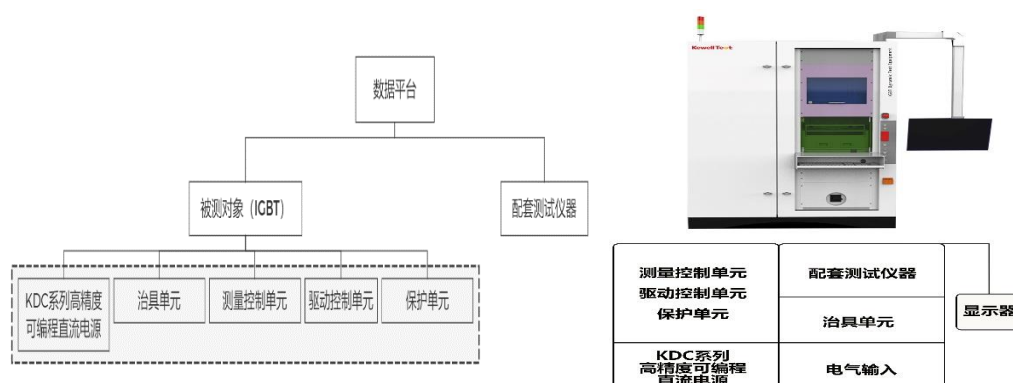 数据平台
被测对象（IGBT）
配套测试仪器
KDC系列高精度
可编程直流电源
治具单元
测量控制单元
驱动控制单元
保护单元
Kewell Test
测量控制单元
驱动控制单元
保护单元
配套测试仪器
治具单元
显示器
KDC系列
高精度可编程
直流电源
电气输入